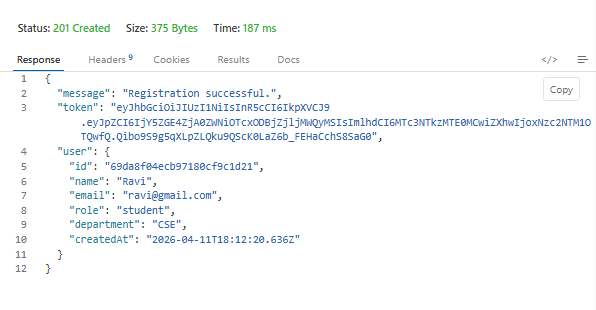 Status: 201 Created Size: 375 Bytes Time: 187 ms
Response Headers 9 Cookies Results Docs </>
Copy
1 {
2 "message": "Registration successful.",
3 "token": "eyJhbGciOiJIUzI1NiIsInR5cCI6IkpXVCJ9
.eyJpZCI6IjY5ZGE4ZjA0ZWNiOTcxODBjZjljMWQyMSIsImlhdCI6MTc3NTkzMTE0MCwiZXhwIjoxNzc2NTM1O
TQwfQ.Qibo9S9g5qXLpZLQku9QScK0LaZ6b_FEHaCchS8SaG0",
4 "user": {
5 "id": "69da8f04ecb97180cf9c1d21",
6 "name": "Ravi",
7 "email": "ravi@gmail.com",
8 "role": "student",
9 "department": "CSE",
10 "createdAt": "2026-04-11T18:12:20.636Z"
11 }
12 }